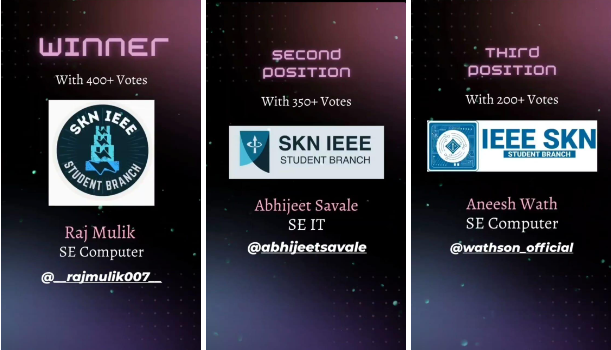 WINNER
With 400+ Votes
SKN IEEE
STUDENT BRANCH
Raj Mulik
SE Computer
@__rajmulik007__
SECOND
POSITION
With 350+ Votes
SKN IEEE
STUDENT BRANCH
Abhijeet Savale
SE IT
@abhijeetsavale
THIRD
POSITION
With 200+ Votes
IEEE SKN
STUDENT BRANCH
Aneesh Wath
SE Computer
@wathson_official